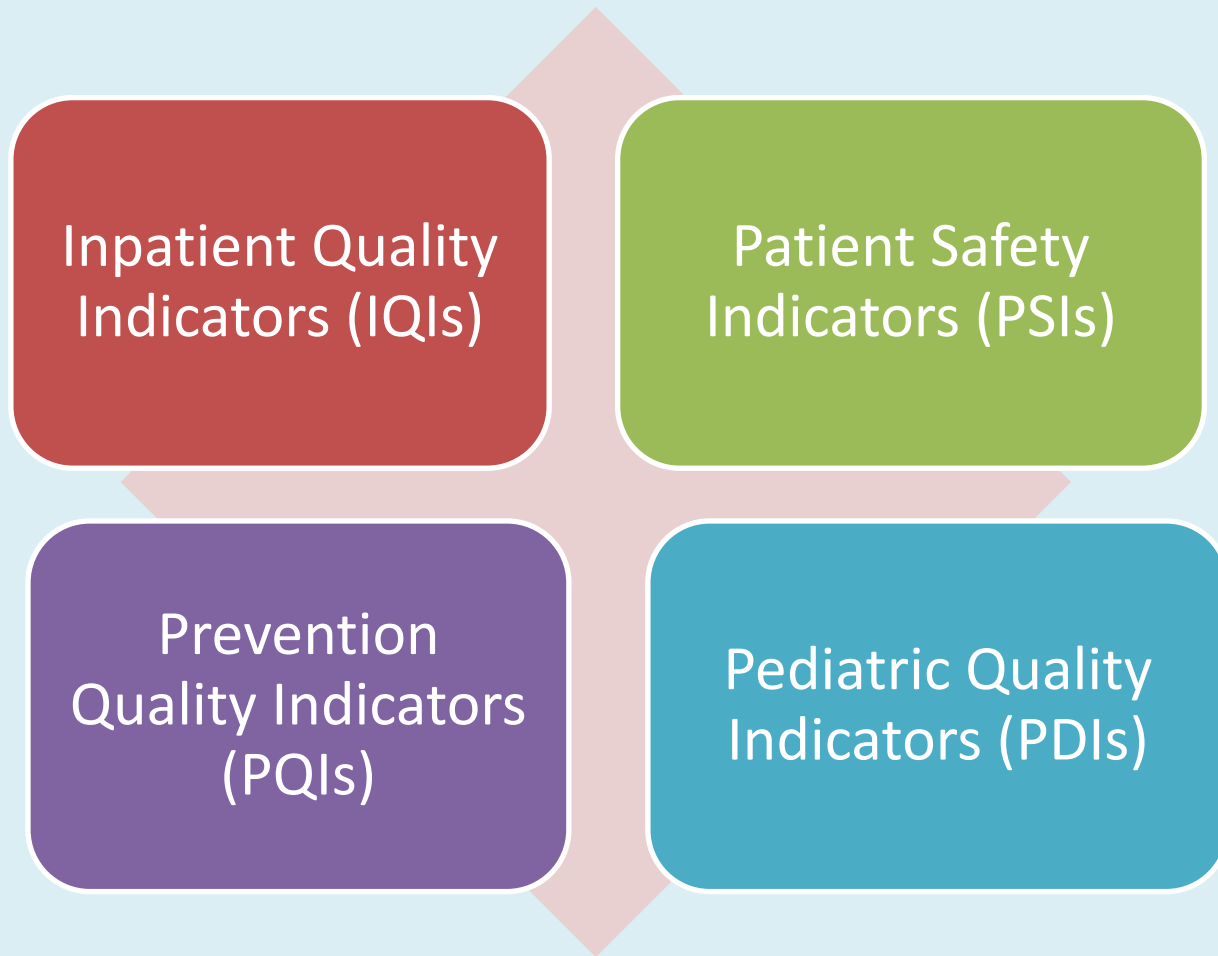 Inpatient Quality
Indicators (IQIs)
Patient Safety
Indicators (PSIs)
Prevention
Quality Indicators
(PQIs)
Pediatric Quality
Indicators (PDIs)